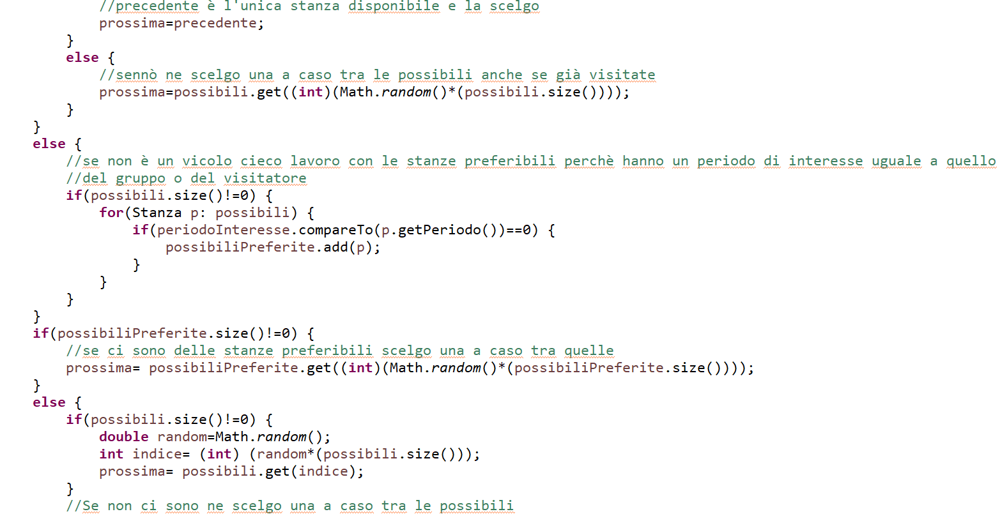 //precedente è l'unica stanza disponibile e la scelgo
prossima=precedente;
}
else {
//sennò ne scelgo una a caso tra le possibili anche se già visitate
prossima=possibili.get((int)(Math.random()*(possibili.size())));
}
}
else {
//se non è un vicolo cieco lavoro con le stanze preferibili perchè hanno un periodo di interesse uguale a quello
//del gruppo o del visitatore
if(possibili.size()!=0) {
for(Stanza p: possibili) {
if(periodoInteresse.compareTo(p.getPeriodo())==0) {
possibiliPreferite.add(p);
}
}
}
}
if(possibiliPreferite.size()!=0) {
//se ci sono delle stanze preferibili scelgo una a caso tra quelle
prossima= possibiliPreferite.get((int)(Math.random()*(possibiliPreferite.size())));
}
else {
if(possibili.size()!=0) {
double random=Math.random();
int indice= (int) (random*(possibili.size()));
prossima= possibili.get(indice);
}
//Se non ci sono ne scelgo una a caso tra le possibili